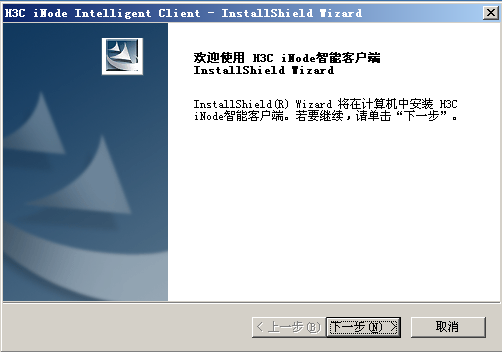 H3C iNode Intelligent Client - InstallShield Wizard
欢迎使用 H3C iNode智能客户端
InstallShield Wizard
InstallShield(R) Wizard 将在计算机中安装 H3C
iNode智能客户端。若要继续，请单击“下一步”。
< 上一步(B) 下一步(N) > 取消